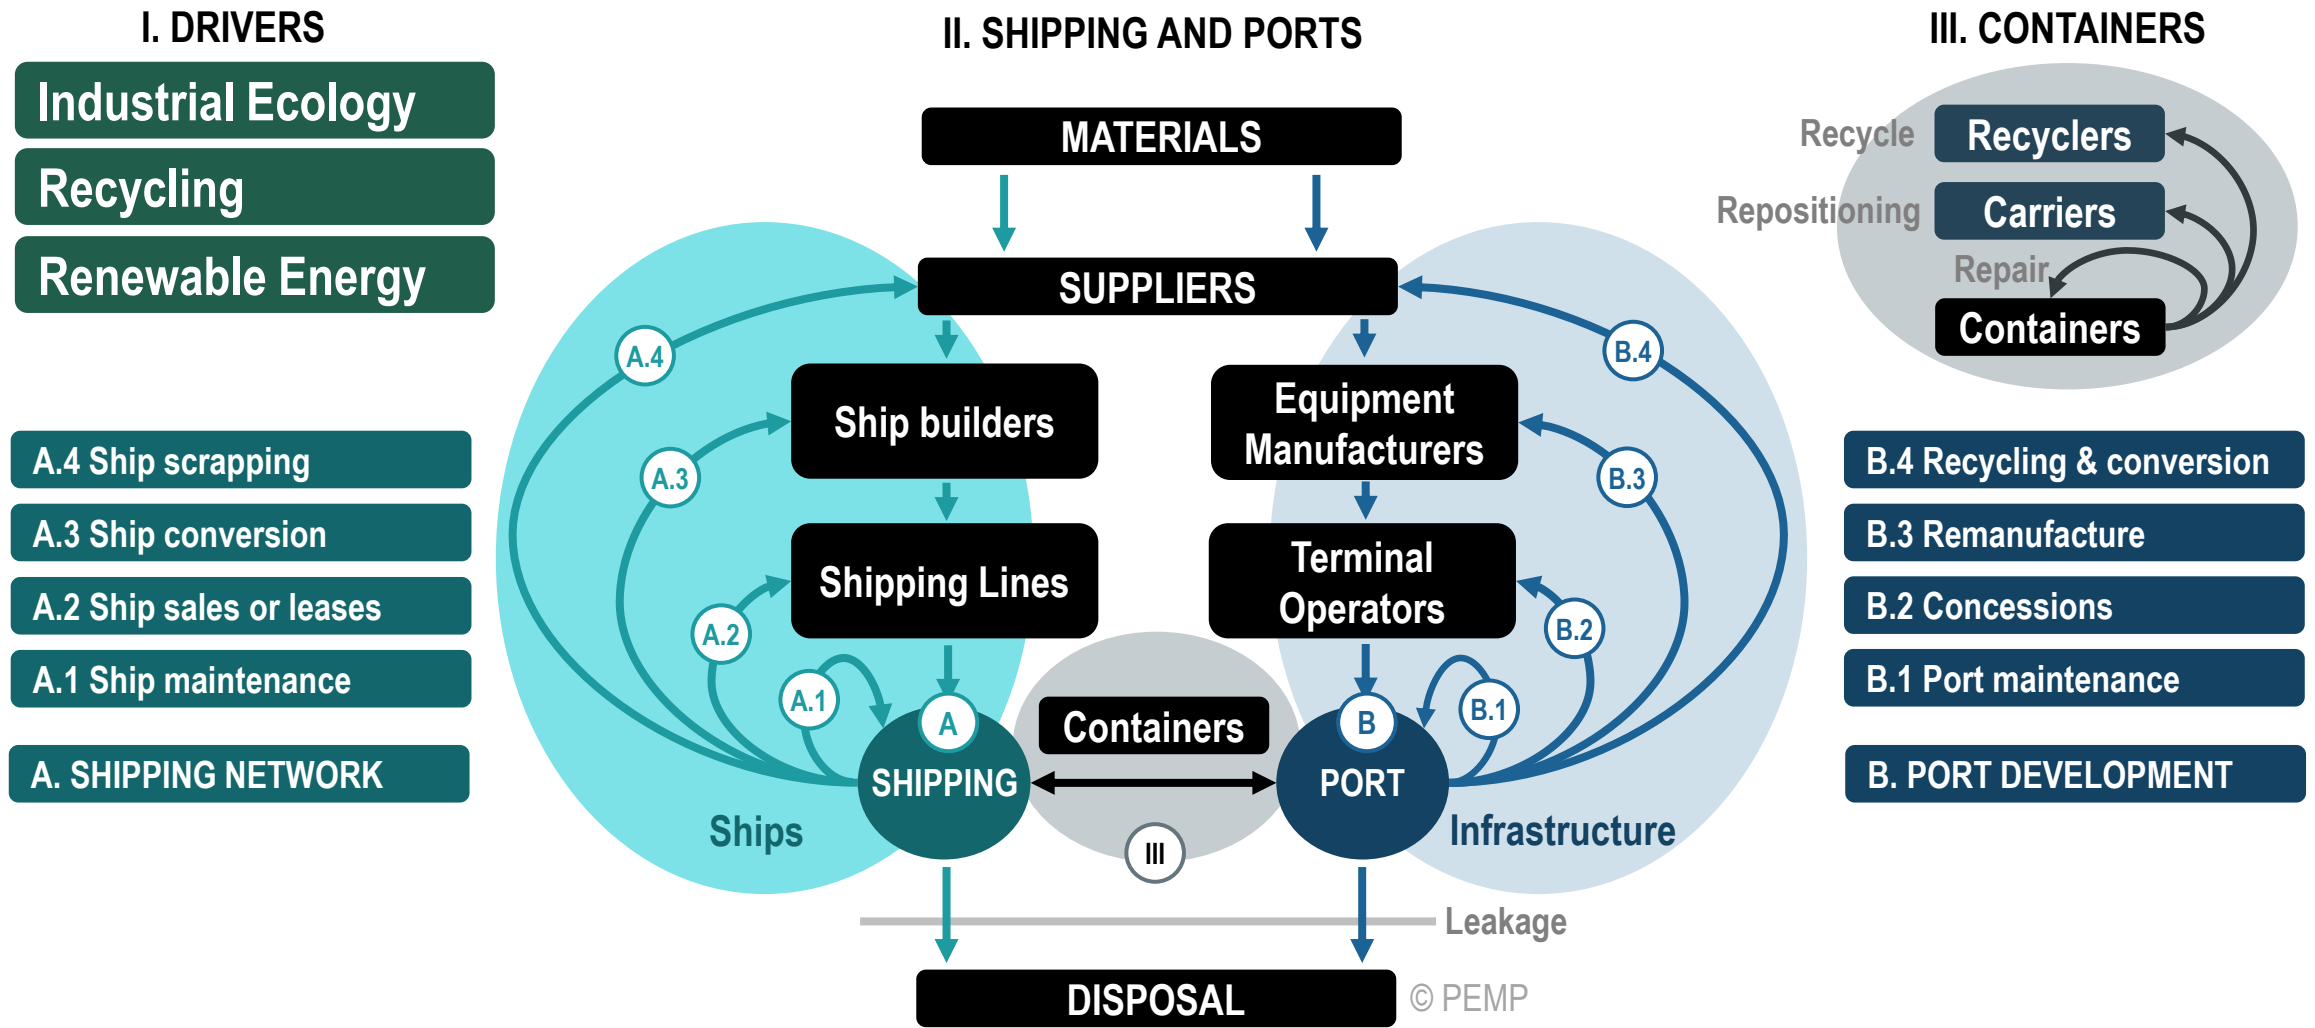 I. DRIVERS
Industrial Ecology
Recycling
Renewable Energy
A.4 Ship scrapping
A.3 Ship conversion
A.2 Ship sales or leases
A.1 Ship maintenance
A. SHIPPING NETWORK
II. SHIPPING AND PORTS
MATERIALS
SUPPLIERS
A.4
Ship builders
Equipment
Manufacturers
B.4
A.3
B.3
Shipping Lines
Terminal
Operators
A.2
B.2
A.1
A
Containers
B
B.1
SHIPPING
PORT
Ships
III
Infrastructure
Leakage
DISPOSAL
© PEMP
III. CONTAINERS
Recycle
Recyclers
Repositioning
Carriers
Repair
Containers
B.4 Recycling & conversion
B.3 Remanufacture
B.2 Concessions
B.1 Port maintenance
B. PORT DEVELOPMENT